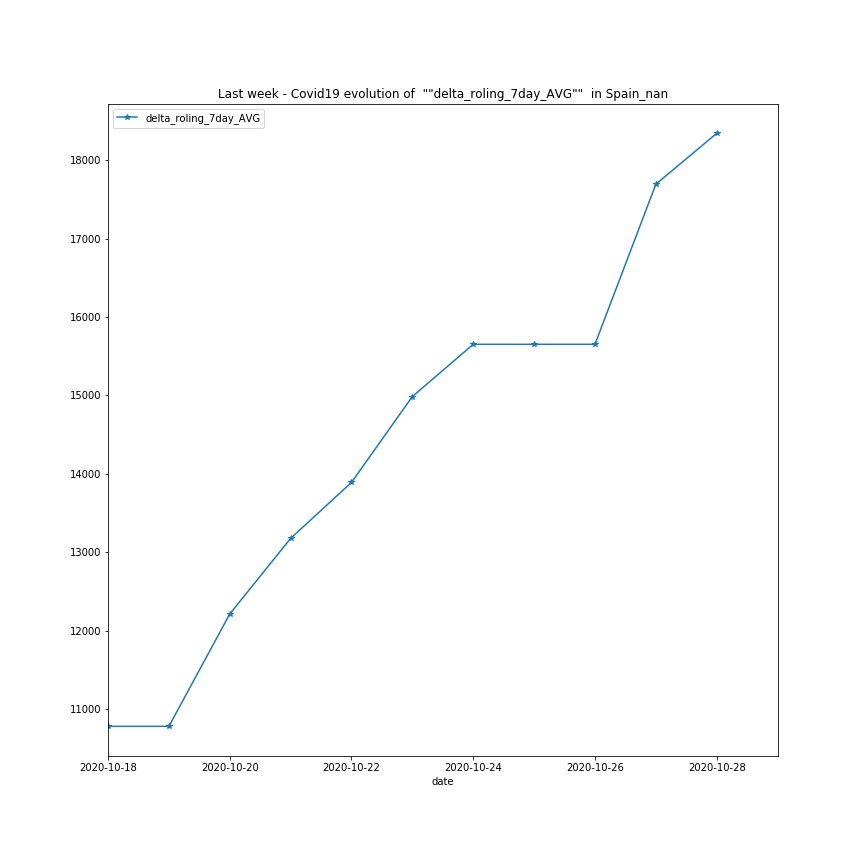 Last week - Covid19 evolution of  ""delta_roling_7day_AVG""  in Spain_nan
delta_roling_7day_AVG
18000
17000
16000
15000
14000
13000
12000
11000
2020-10-18 2020-10-20 2020-10-22 2020-10-24 2020-10-26 2020-10-28
date